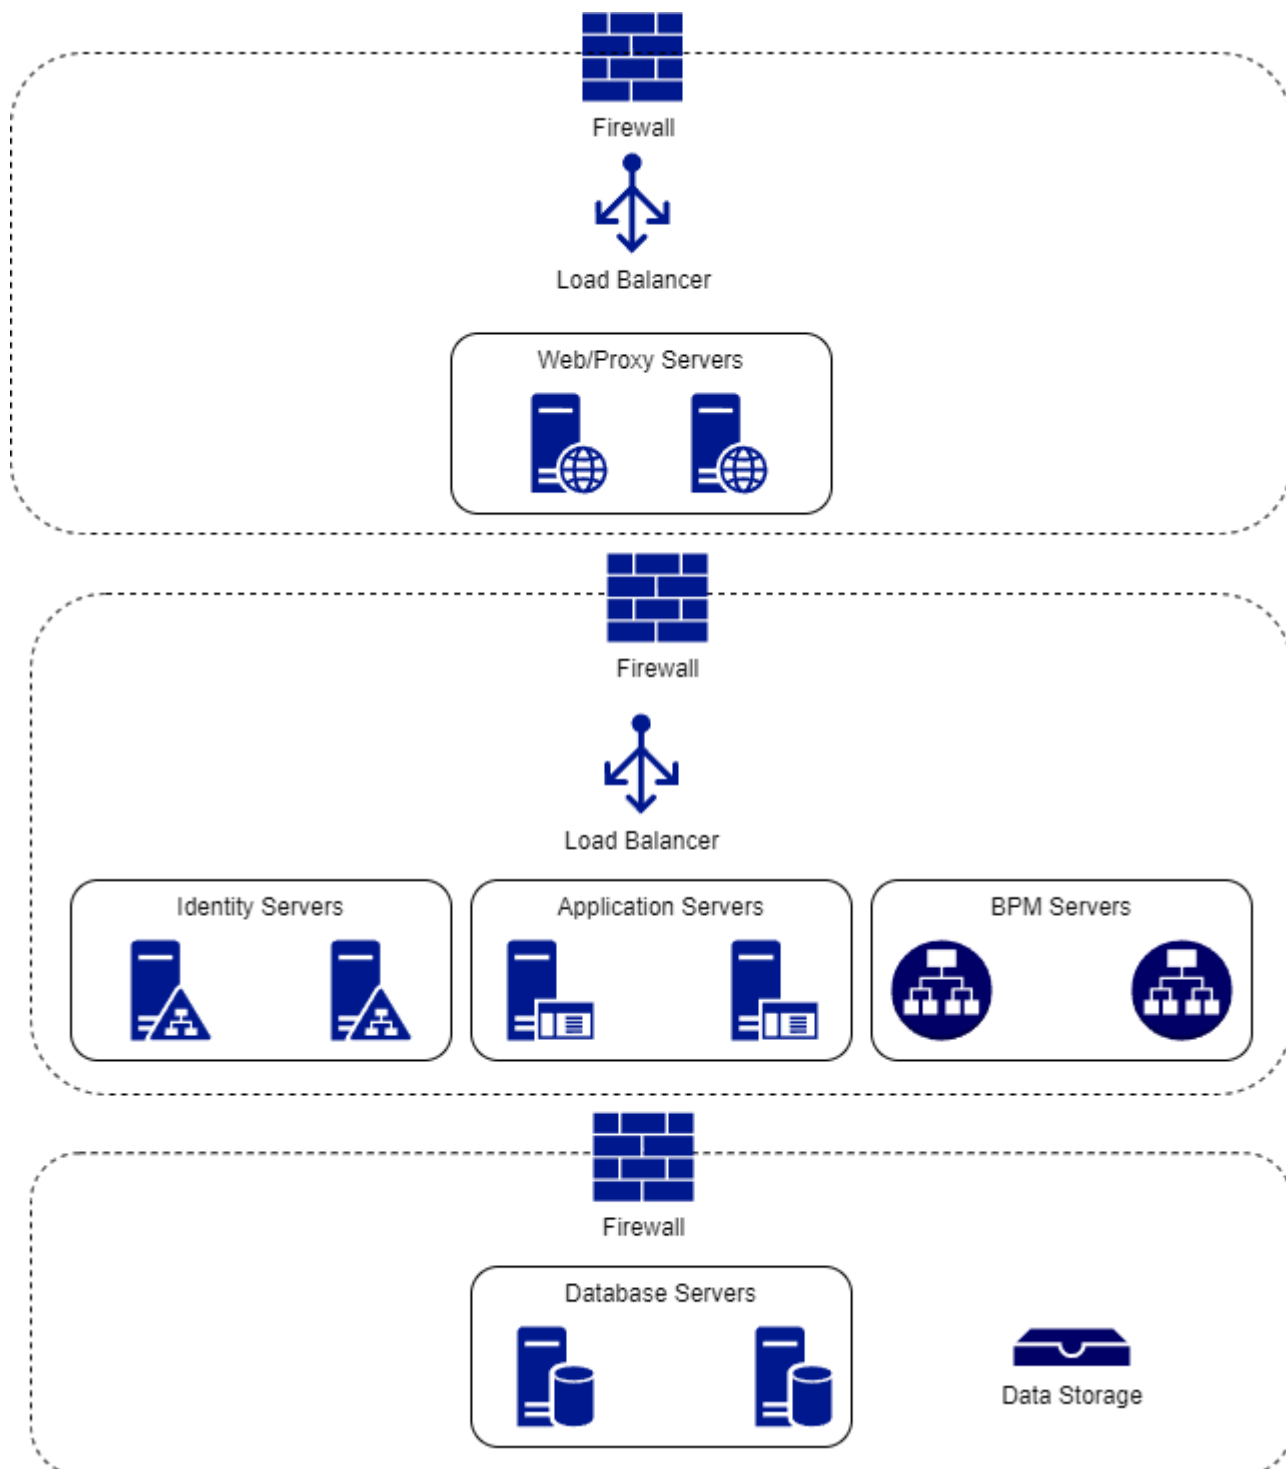 Firewall
Load Balancer
Web/Proxy Servers
Firewall
Load Balancer
Identity Servers
Application Servers
BPM Servers
Firewall
Database Servers
Data Storage